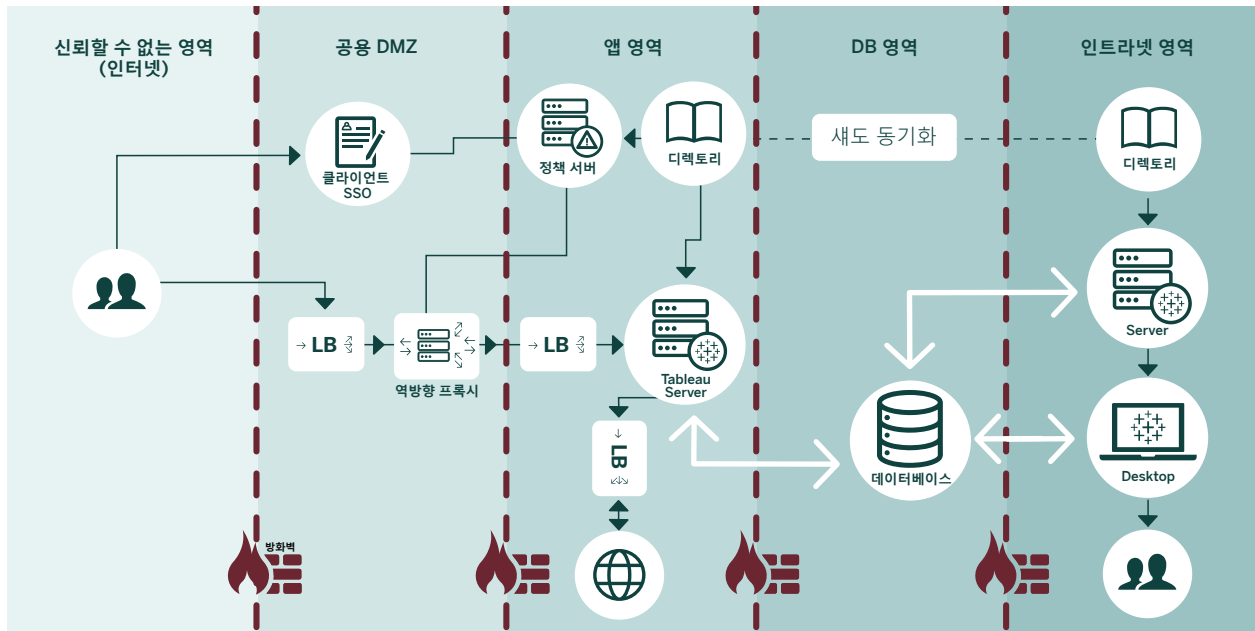 신뢰할 수 없는 영역
(인터넷)
공용 DMZ
앱 영역
DB 영역
인트라넷 영역
클라이언트
SSO
정책 서버
디렉토리
섀도 동기화
디렉토리
LB
역방향 프록시
LB
Tableau
Server
Server
LB
데이터베이스
Desktop
방화벽